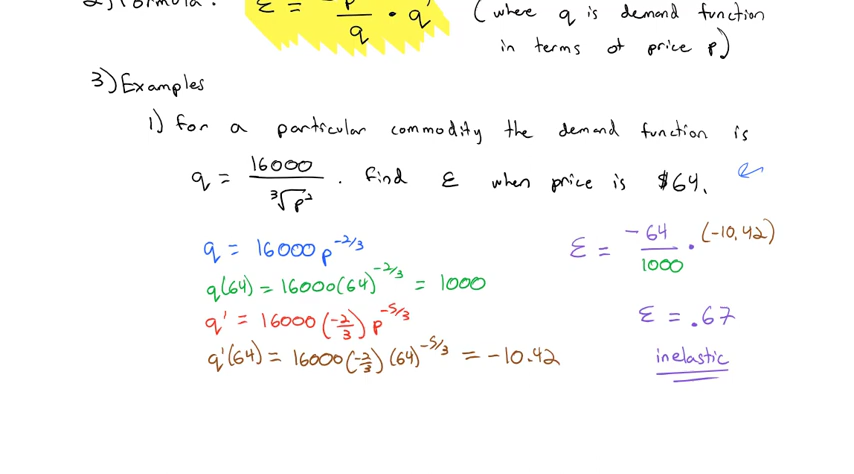 2) Formula: ε = -p/q · q' (where q is demand function
in terms of price p)
3) Examples
1) For a particular commodity the demand function is
q = 16000/∛p². Find ε when price is $64.
q = 16000 p^(-2/3)
q(64) = 16000(64)^(-2/3) = 1000
q' = 16000(-2/3) p^(-5/3)
q'(64) = 16000(-2/3)(64)^(-5/3) = -10.42
ε = -64/1000 · (-10.42)
ε = .67
inelastic